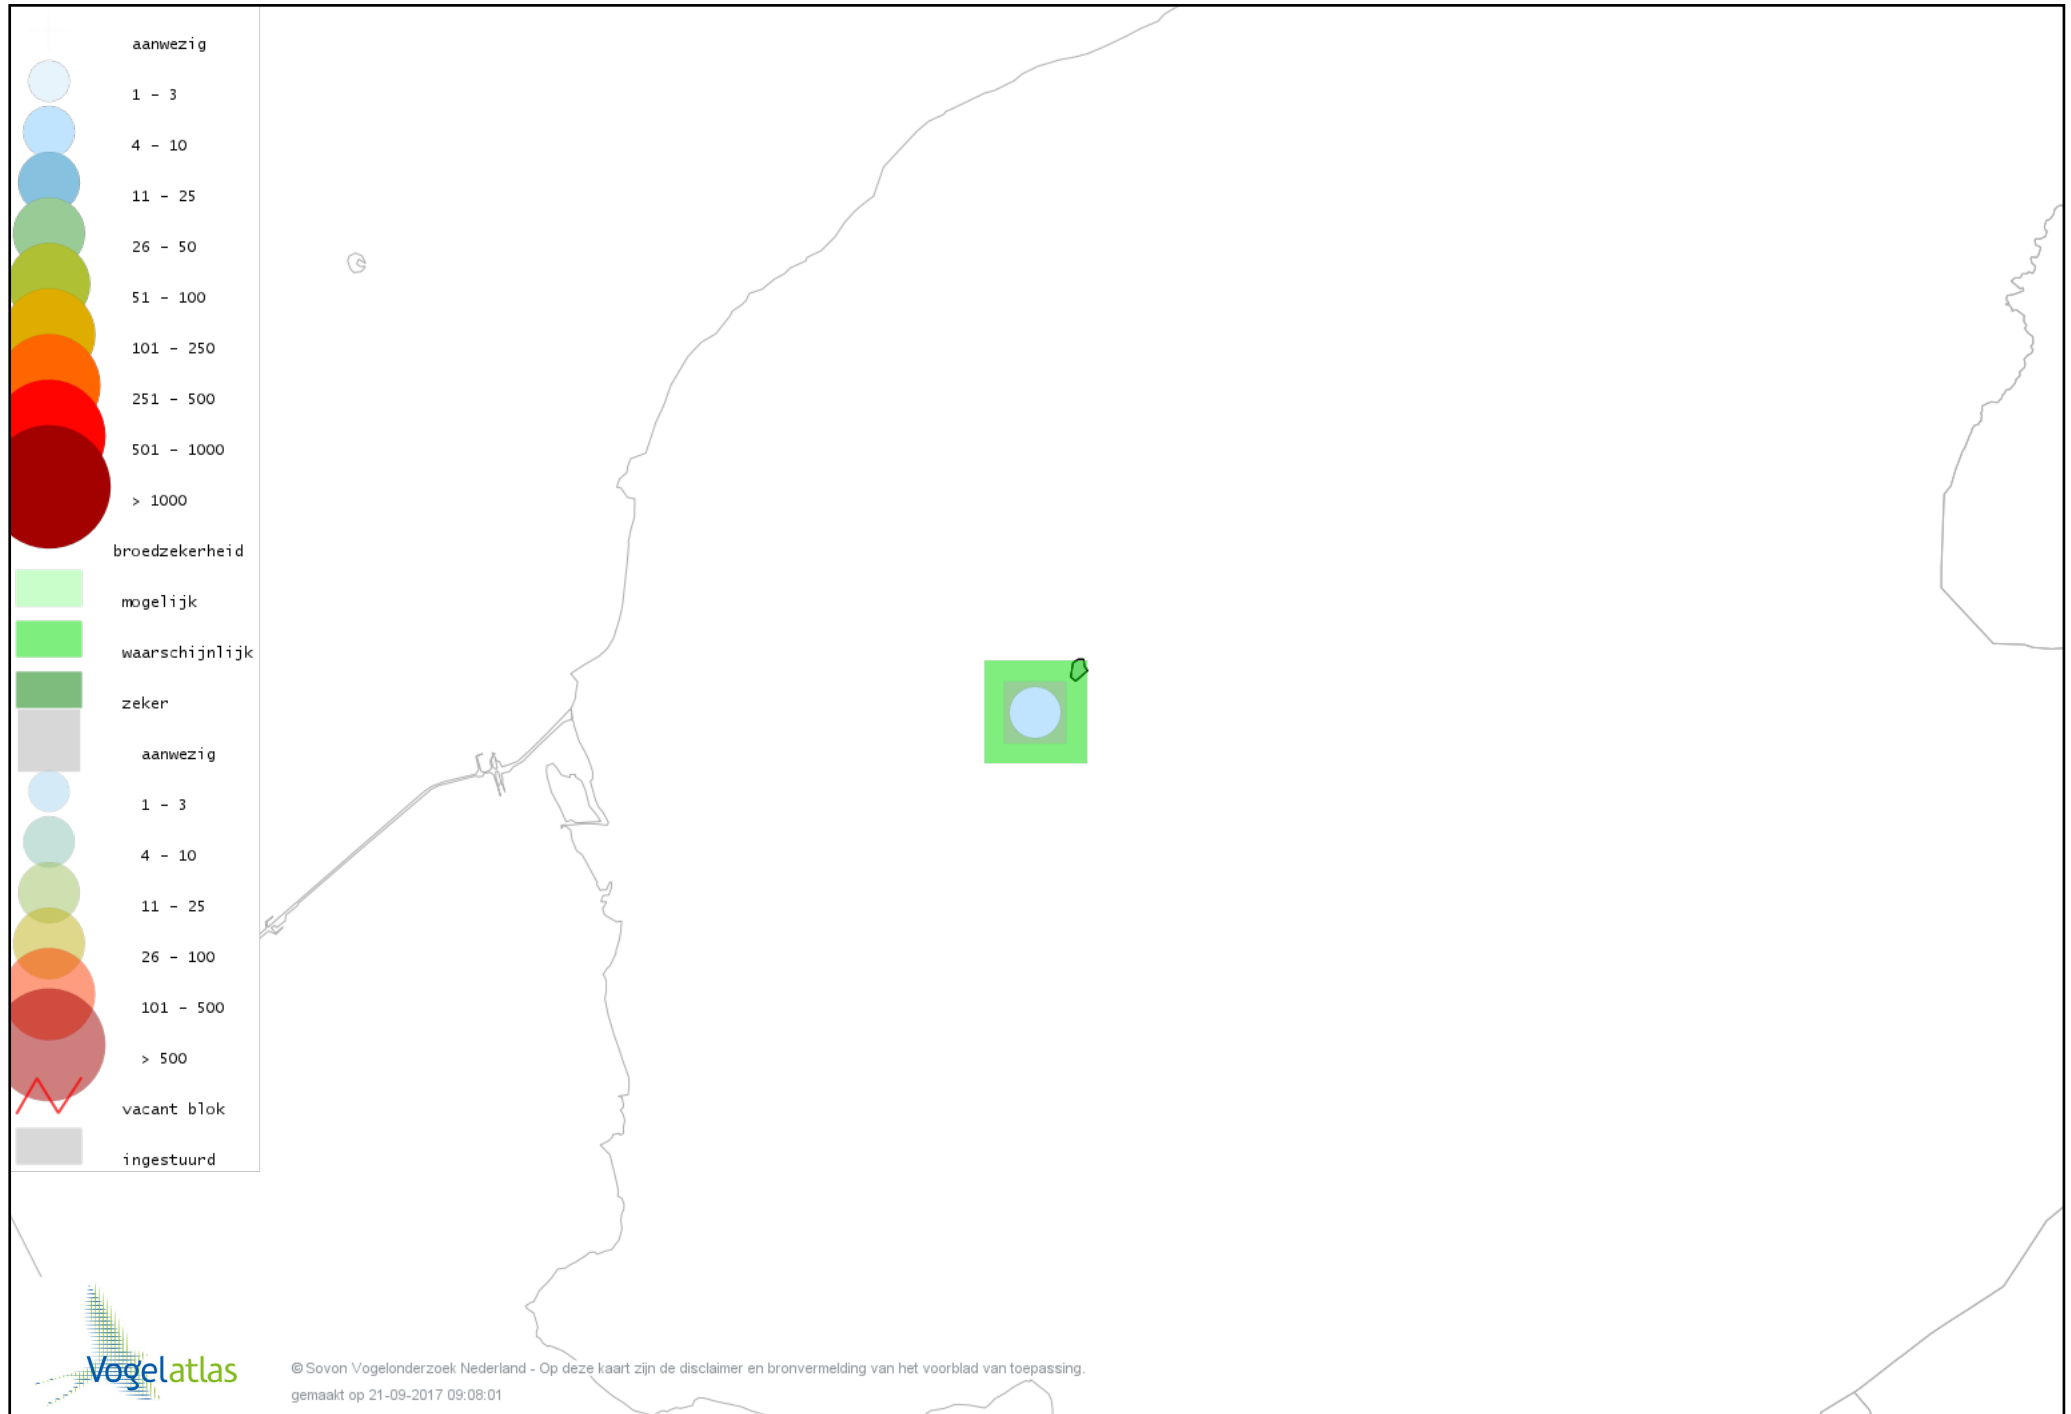 aanwezig
1 - 3
4 - 10
11 - 25
26 - 50
51 - 100
101 - 250
251 - 500
501 - 1000
> 1000
broedzekerheid
mogelijk
waarschijnlijk
zeker
aanwezig
1 - 3
4 - 10
11 - 25
26 - 100
101 - 500
> 500
vacant blok
ingestuurd
Vogelatlas
© Sovon Vogelonderzoek Nederland - Op deze kaart zijn de disclaimer en bronvermelding van het voorblad van toepassing.
gemaakt op 21-09-2017 09:08:01